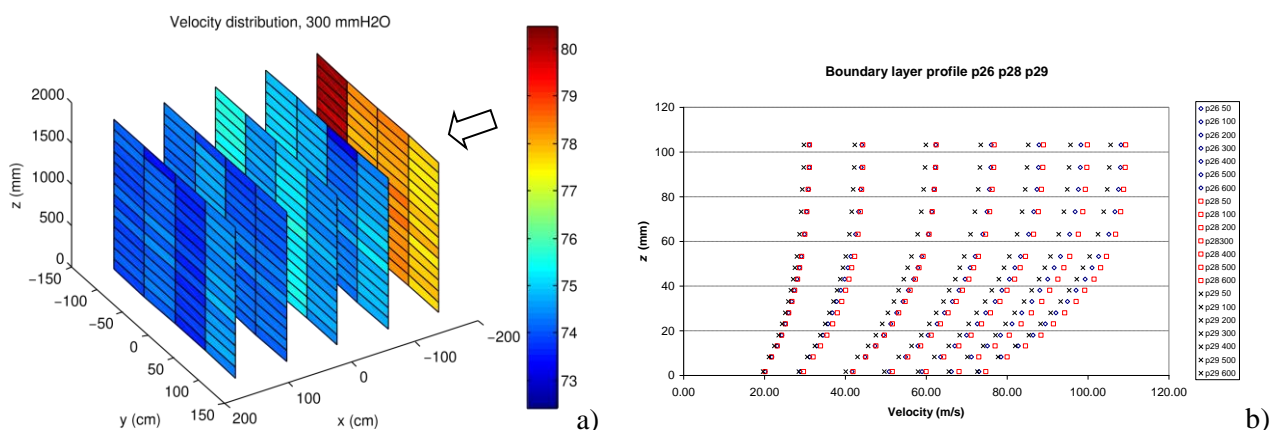 Velocity distribution, 300 mmH2O
2000
1500
1000
500
0
z (mm)
−150
−100
−50
0
50
100
150
y (cm)
200
100
0
−100
−200
x (cm)
80
79
78
77
76
75
74
73
a)
Boundary layer profile p26 p28 p29
120
100
80
60
40
20
0
z (mm)
0.00 20.00 40.00 60.00 80.00 100.00 120.00
Velocity (m/s)
p26 50
p26 100
p26 200
p26 300
p26 400
p26 500
p26 600
p28 50
p28 100
p28 200
p28300
p28 400
p28 500
p28 600
p29 50
p29 100
p29 200
p29 300
p29 400
p29 500
p29 600
b)